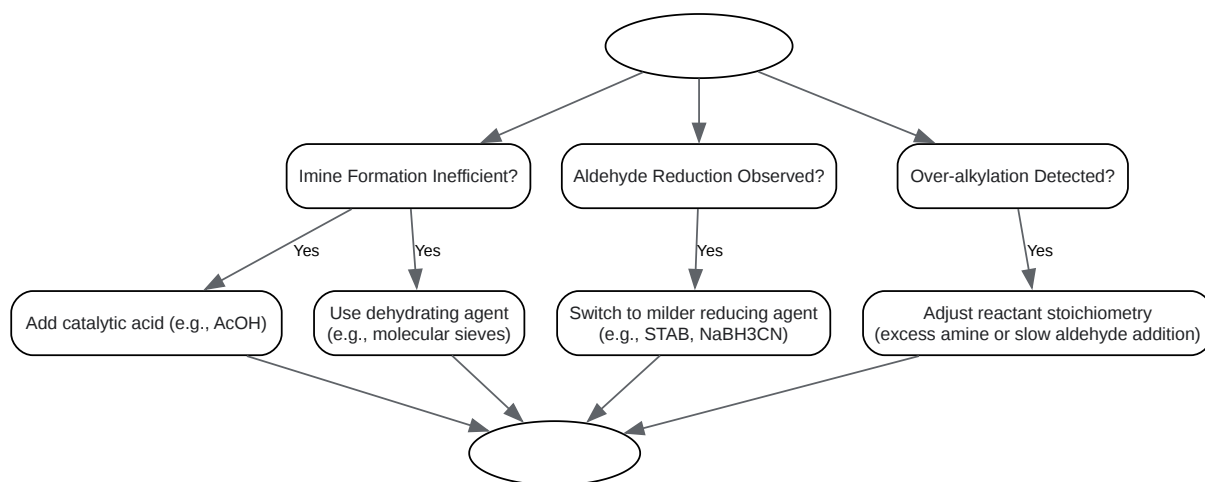 Imine Formation Inefficient?
Aldehyde Reduction Observed?
Over-alkylation Detected?
Yes
Yes
Yes
Yes
Add catalytic acid (e.g., AcOH)
Use dehydrating agent
(e.g., molecular sieves)
Switch to milder reducing agent
(e.g., STAB, NaBH3CN)
Adjust reactant stoichiometry
(excess amine or slow aldehyde addition)